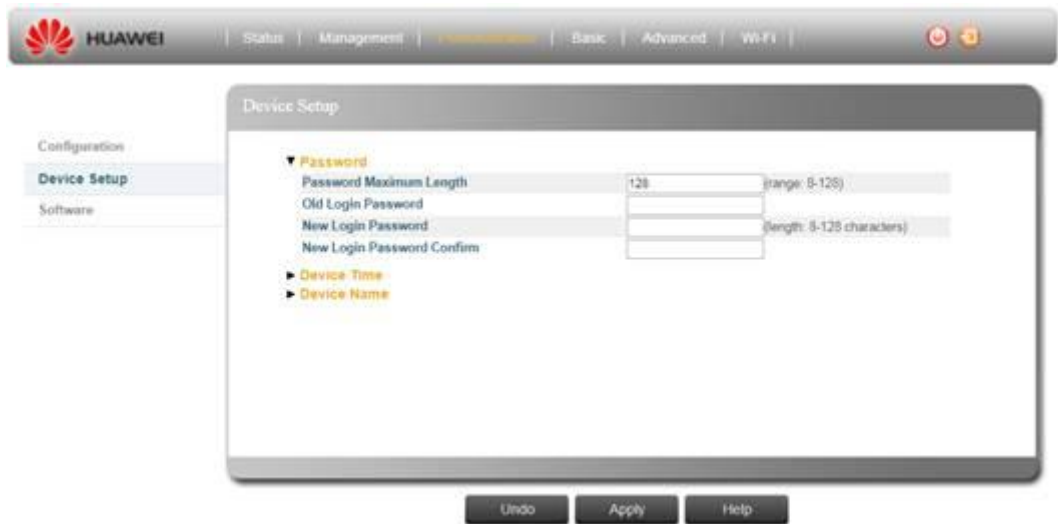 HUAWEI
Status | Management | | Basic | Advanced | Wi-Fi |
Device Setup
Configuration
Device Setup
Software
Password
Password Maximum Length 128 (range: 8-128)
Old Login Password
New Login Password (length: 8-128 characters)
New Login Password Confirm
Device Time
Device Name
Undo Apply Help